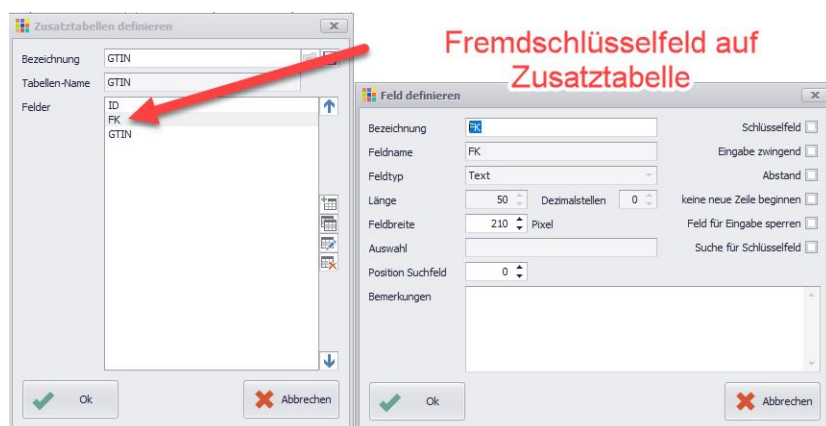 Zusatztabellen definieren
Bezeichnung GTIN
Tabellen-Name GTIN
Felder ID
FK
GTIN
Ok Abbrechen
Fremdschlüsselfeld auf
Zusatztabelle
Feld definieren
Bezeichnung FK Schlüsselfeld
Feldname FK Eingabe zwingend
Feldtyp Text Abstand
Länge 50 Dezimalstellen 0 keine neue Zeile beginnen
Feldbreite 210 Pixel Feld für Eingabe sperren
Auswahl Suche für Schlüsselfeld
Position Suchfeld 0
Bemerkungen
Ok Abbrechen